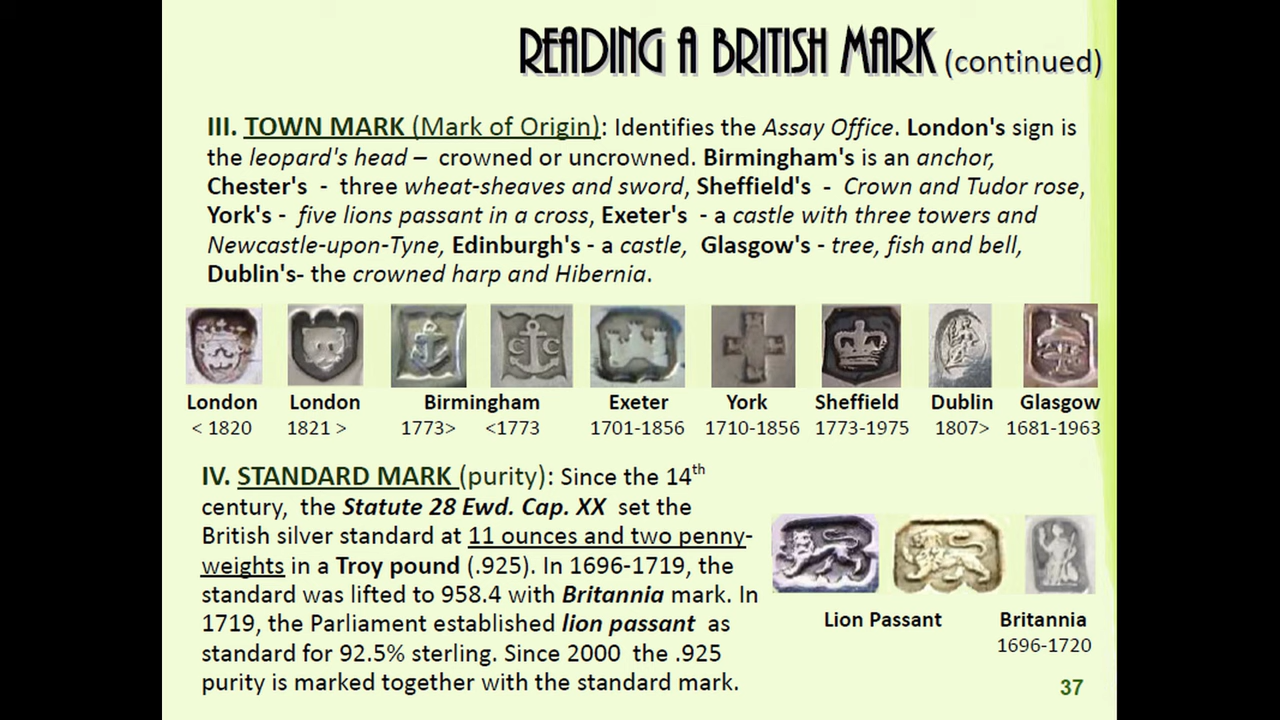 READING A BRITISH MARK (continued)
III. TOWN MARK (Mark of Origin): Identifies the Assay Office. London's sign is
the leopard's head – crowned or uncrowned. Birmingham's is an anchor,
Chester's - three wheat-sheaves and sword, Sheffield's - Crown and Tudor rose,
York's - five lions passant in a cross, Exeter's - a castle with three towers and
Newcastle-upon-Tyne, Edinburgh's - a castle, Glasgow's - tree, fish and bell,
Dublin's- the crowned harp and Hibernia.
C C
London London Birmingham Exeter York Sheffield Dublin Glasgow
< 1820 1821 > 1773> <1773 1701-1856 1710-1856 1773-1975 1807> 1681-1963
IV. STANDARD MARK (purity): Since the 14th
century, the Statute 28 Ewd. Cap. XX set the
British silver standard at 11 ounces and two penny-
weights in a Troy pound (.925). In 1696-1719, the
standard was lifted to 958.4 with Britannia mark. In
1719, the Parliament established lion passant as
standard for 92.5% sterling. Since 2000 the .925
purity is marked together with the standard mark.
Lion Passant Britannia
1696-1720
37